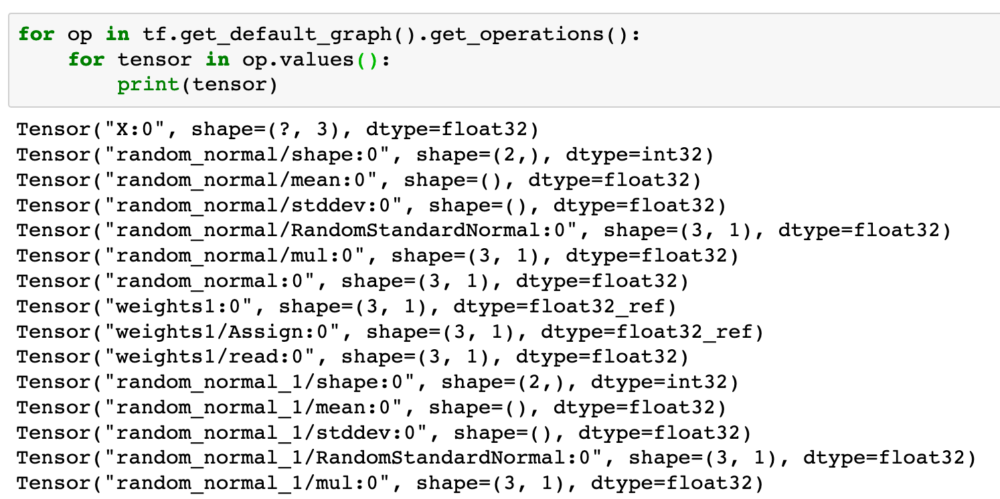 for op in tf.get_default_graph().get_operations():
    for tensor in op.values():
        print(tensor)
Tensor("X:0", shape=(?, 3), dtype=float32)
Tensor("random_normal/shape:0", shape=(2,), dtype=int32)
Tensor("random_normal/mean:0", shape=(), dtype=float32)
Tensor("random_normal/stddev:0", shape=(), dtype=float32)
Tensor("random_normal/RandomStandardNormal:0", shape=(3, 1), dtype=float32)
Tensor("random_normal/mul:0", shape=(3, 1), dtype=float32)
Tensor("random_normal:0", shape=(3, 1), dtype=float32)
Tensor("weights1:0", shape=(3, 1), dtype=float32_ref)
Tensor("weights1/Assign:0", shape=(3, 1), dtype=float32_ref)
Tensor("weights1/read:0", shape=(3, 1), dtype=float32)
Tensor("random_normal_1/shape:0", shape=(2,), dtype=int32)
Tensor("random_normal_1/mean:0", shape=(), dtype=float32)
Tensor("random_normal_1/stddev:0", shape=(), dtype=float32)
Tensor("random_normal_1/RandomStandardNormal:0", shape=(3, 1), dtype=float32)
Tensor("random_normal_1/mul:0", shape=(3, 1), dtype=float32)